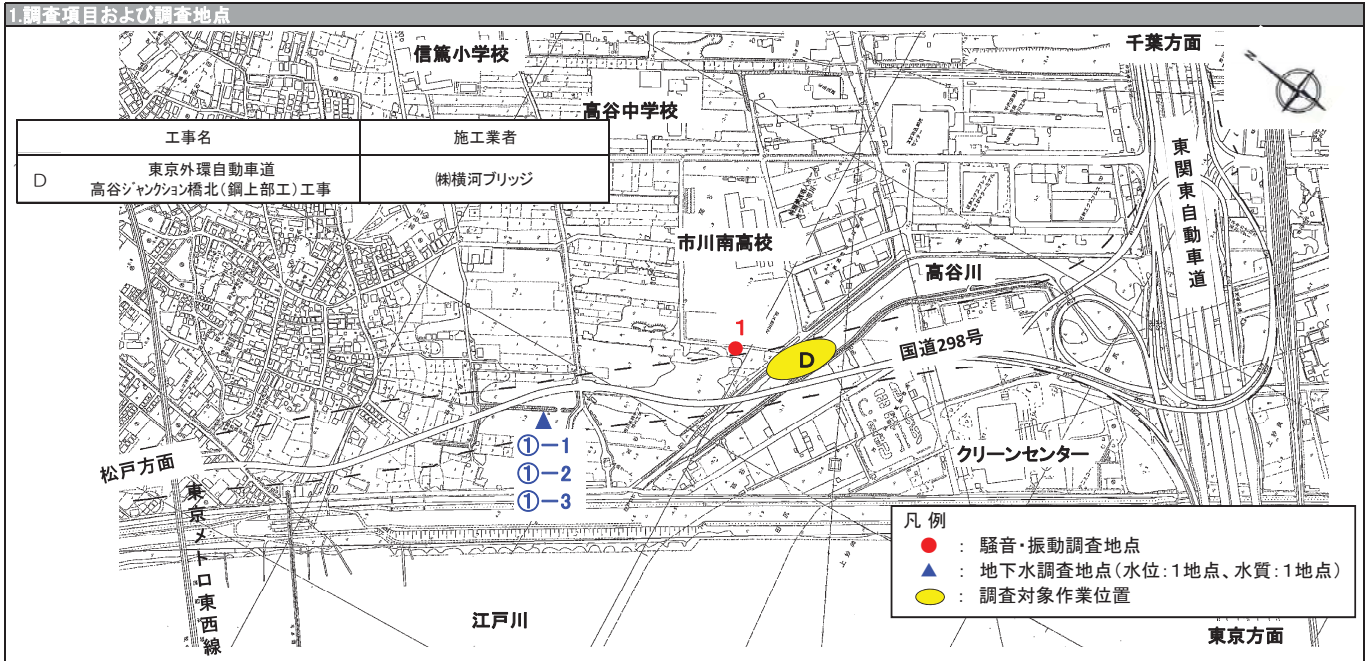 1.調査項目および調査地点
信篤小学校
千葉方面
高谷中学校
工事名
施工業者
D
東京外環自動車道
高谷ジャンクション橋北(鋼上部工)工事
㈱横河ブリッジ
東関東自動車道
市川南高校
高谷川
1
D
国道298号
①-1
①-2
①-3
クリーンセンター
松戸方面
東京メトロ東西線
江戸川
凡 例
: 騒音・振動調査地点
: 地下水調査地点(水位:1地点、水質:1地点)
: 調査対象作業位置
東京方面